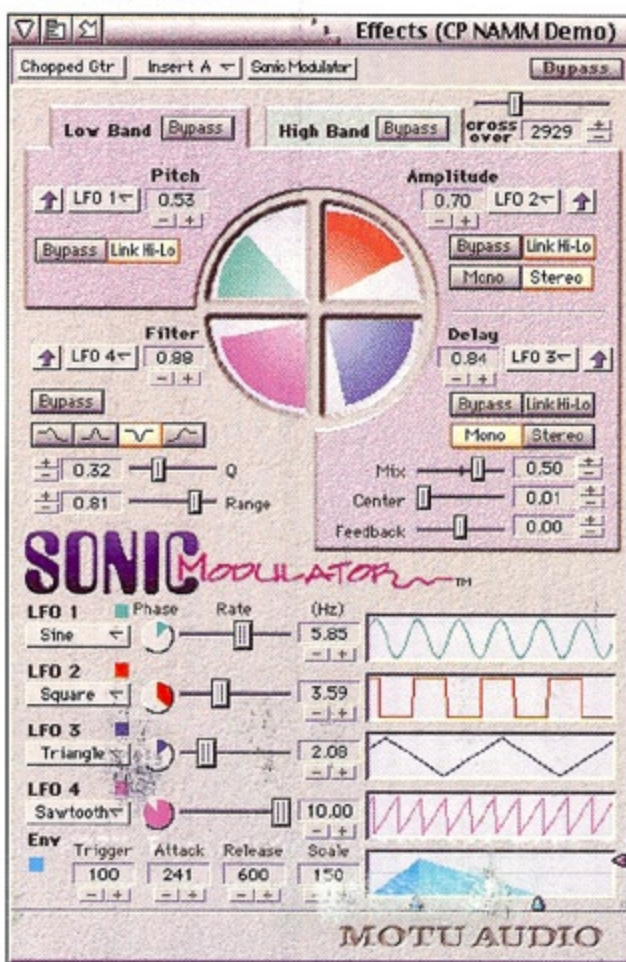 Effects (CP NAMM Demo)
Chopped Gtr Insert A Sonic Modulator Bypass
Low Band Bypass High Band Bypass cross over 2929 ± 
Pitch Amplitude
LFO 1 0.53 0.70 LFO 2
- + - +
Bypass Link Hi-Lo Bypass Link Hi-Lo
Mono Stereo
Filter Delay
LFO 4 0.88 0.84 LFO 3
- + - +
Bypass Bypass Link Hi-Lo
Mono Stereo
± 0.32 Q Mix 0.50 ±
± 0.81 Range Center 0.01 ±
Feedback 0.00 ±
SONIC MODULATOR ™
LFO 1 Phase Rate (Hz)
Sine 5.85
- +
LFO 2
Square 3.59
- +
LFO 3
Triangle 2.08
- +
LFO 4
Sawtooth 10.00
- +
Env Trigger Attack Release Scale
100 241 600 150
- + - + - + - +
MOTU AUDIO